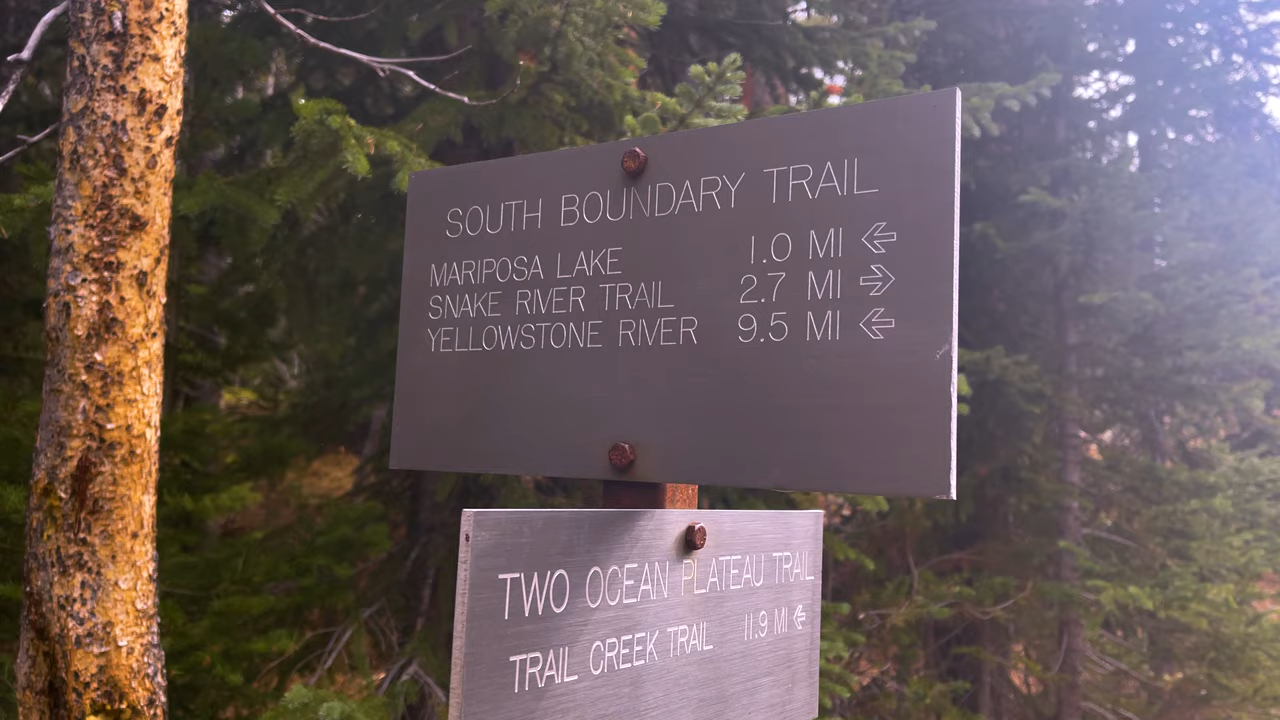 SOUTH BOUNDARY TRAIL
MARIPOSA LAKE 1.0 MI ←
SNAKE RIVER TRAIL 2.7 MI →
YELLOWSTONE RIVER 9.5 MI ←
TWO OCEAN PLATEAU TRAIL
TRAIL CREEK TRAIL 11.9 MI ←